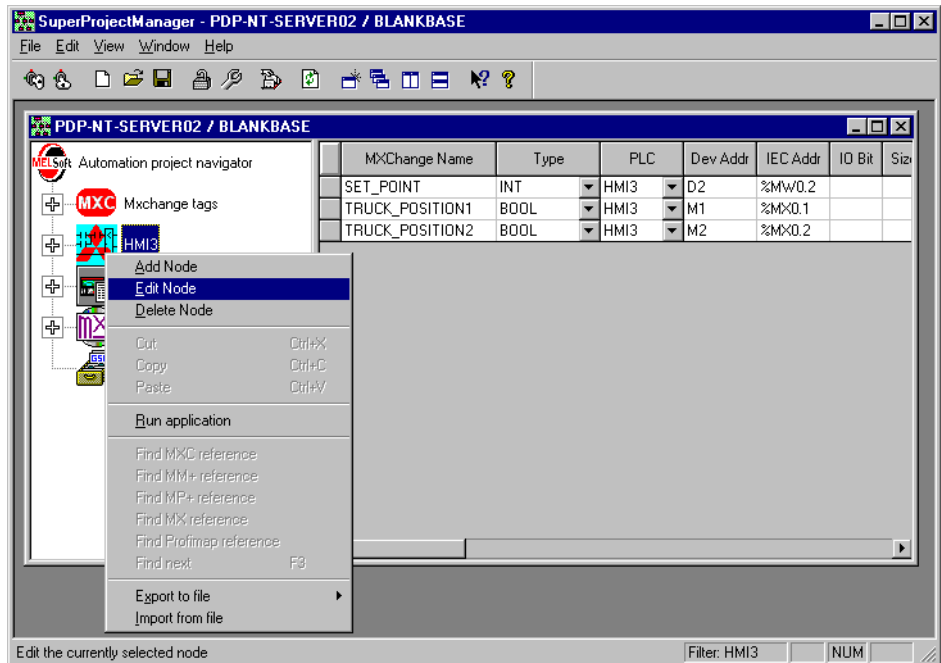 SuperProjectManager - PDP-NT-SERVER02 / BLANKBASE
File Edit View Window Help
PDP-NT-SERVER02 / BLANKBASE
MELSoft Automation project navigator
MXC Mxchange tags
HMI3
MXChange Name Type PLC Dev Addr IEC Addr IO Bit
SET_POINT INT HMI3 D2 %MW0.2
TRUCK_POSITION1 BOOL HMI3 M1 %MX0.1
TRUCK_POSITION2 BOOL HMI3 M2 %MX0.2
Add Node
Edit Node
Delete Node
Cut Ctrl+X
Copy Ctrl+C
Paste Ctrl+V
Run application
Find MXC reference
Find MM+ reference
Find MP+ reference
Find MX reference
Find Profimap reference
Find next F3
Export to file
Import from file
Edit the currently selected node Filter: HMI3 NUM